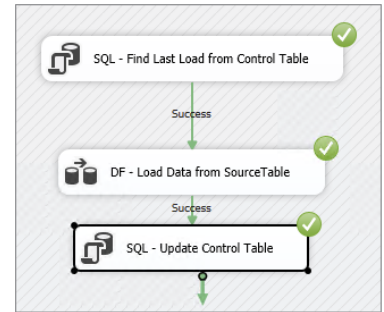 SQL - Find Last Load from Control Table
Success
DF - Load Data from SourceTable
Success
SQL - Update Control Table